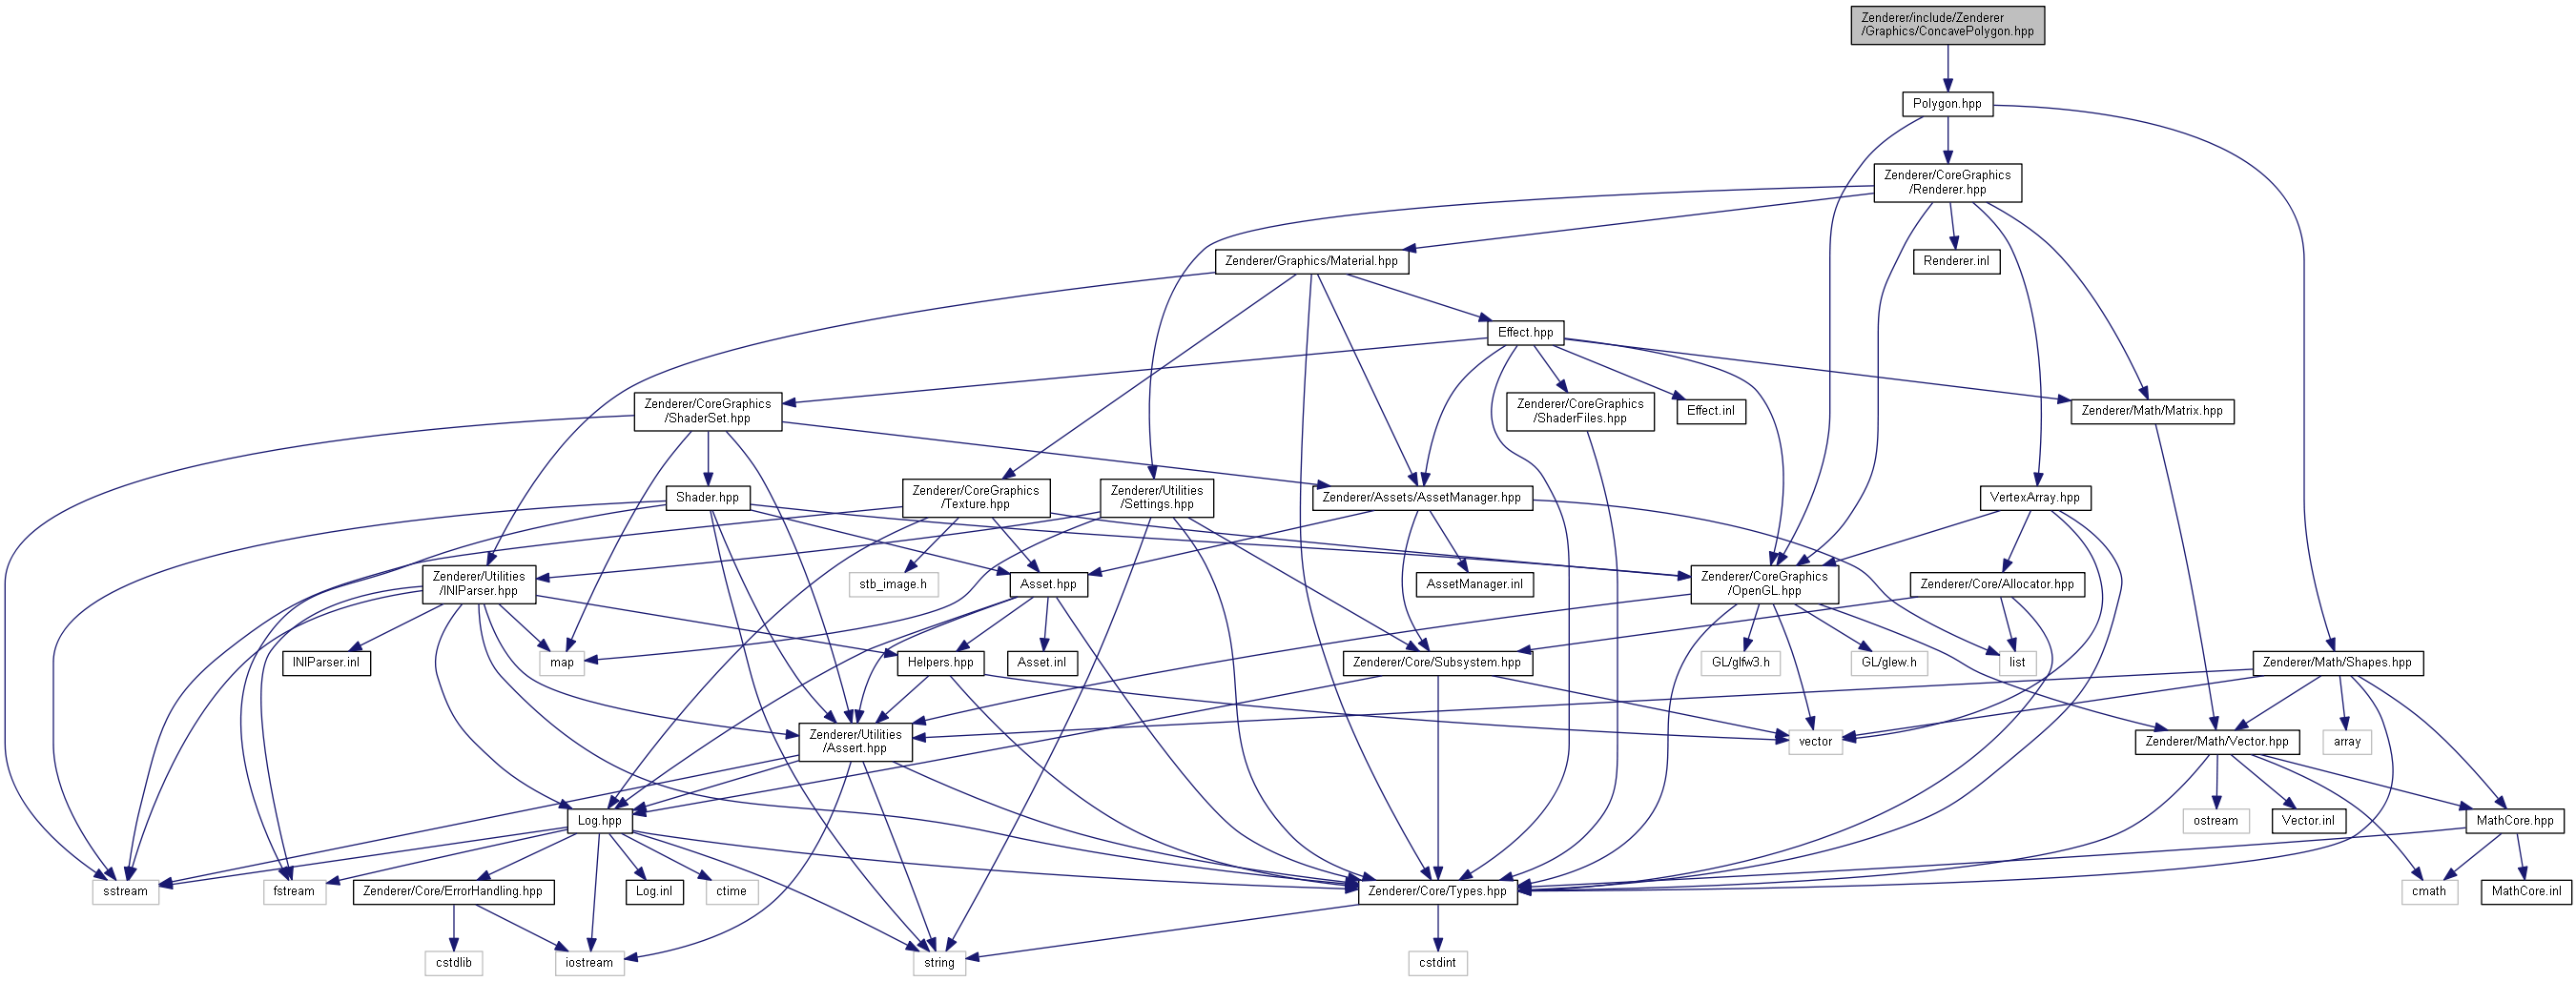 Zenderer/include/Zenderer
/Graphics/ConcavePolygon.hpp
Polygon.hpp
Zenderer/CoreGraphics
/Renderer.hpp
Zenderer/Graphics/Material.hpp
Renderer.inl
Effect.hpp
Zenderer/CoreGraphics
/ShaderSet.hpp
Zenderer/CoreGraphics
/ShaderFiles.hpp
Effect.inl
Zenderer/Math/Matrix.hpp
Shader.hpp
Zenderer/CoreGraphics
/Texture.hpp
Zenderer/Utilities
/Settings.hpp
Zenderer/Assets/AssetManager.hpp
VertexArray.hpp
Zenderer/Utilities
/INIParser.hpp
stb_image.h
Asset.hpp
AssetManager.inl
Zenderer/CoreGraphics
/OpenGL.hpp
Zenderer/Core/Allocator.hpp
INIParser.inl
map
Helpers.hpp
Asset.inl
Zenderer/Core/Subsystem.hpp
GL/glfw3.h
GL/glew.h
list
Zenderer/Math/Shapes.hpp
Zenderer/Utilities
/Assert.hpp
vector
Zenderer/Math/Vector.hpp
array
Log.hpp
ostream
Vector.inl
MathCore.hpp
sstream
fstream
Zenderer/Core/ErrorHandling.hpp
Log.inl
ctime
Zenderer/Core/Types.hpp
cmath
MathCore.inl
cstdlib
iostream
string
cstdint